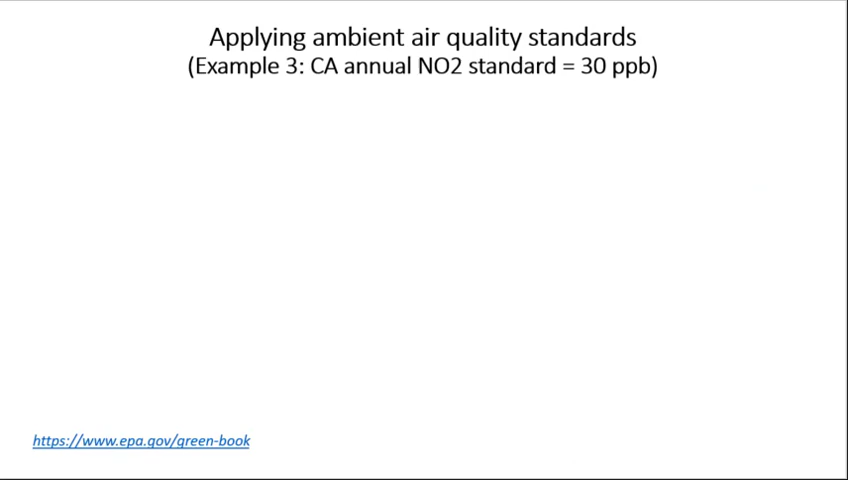 Applying ambient air quality standards
(Example 3: CA annual NO2 standard = 30 ppb)
https://www.epa.gov/green-book